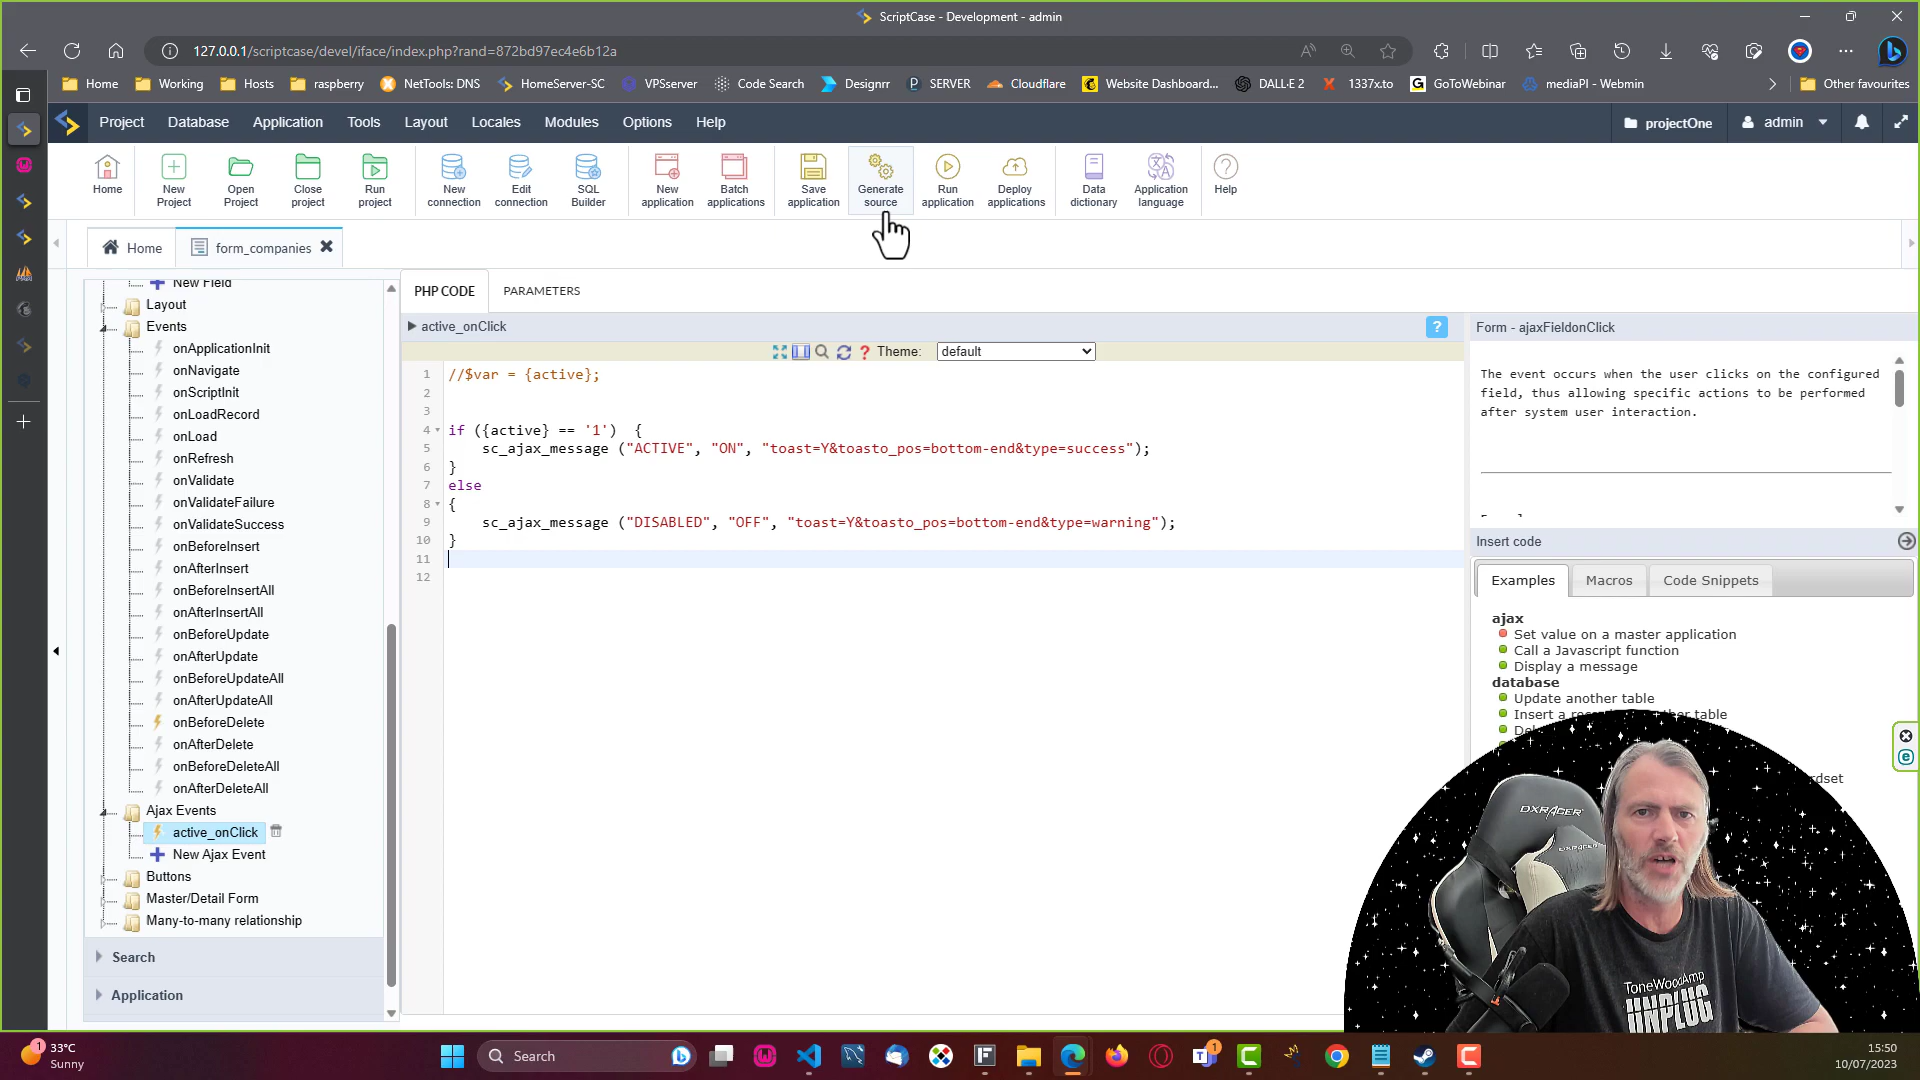 ScriptCase - Development - admin
127.0.0.1/scriptcase/devel/iface/index.php?rand=872bd97ec4e6b12a
Home Working Hosts raspberry NetTools: DNS HomeServer-SC VPSserver Code Search Designrr SERVER Cloudflare Website Dashboard... DALL·E 2 1337x.to GoToWebinar mediaPI - Webmin Other favourites
Project Database Application Tools Layout Locales Modules Options Help projectOne admin
Home
New Project
Open Project
Close project
Run project
New connection
Edit connection
SQL Builder
New application
Batch applications
Save application
Generate source
Run application
Deploy applications
Data dictionary
Application language
Help
Home form_companies
New Field
Layout
Events
onApplicationInit
onNavigate
onScriptInit
onLoadRecord
onLoad
onRefresh
onValidate
onValidateFailure
onValidateSuccess
onBeforeInsert
onAfterInsert
onBeforeInsertAll
onAfterInsertAll
onBeforeUpdate
onAfterUpdate
onBeforeUpdateAll
onAfterUpdateAll
onBeforeDelete
onAfterDelete
onBeforeDeleteAll
onAfterDeleteAll
Ajax Events
active_onClick
New Ajax Event
Buttons
Master/Detail Form
Many-to-many relationship
Search
Application
PHP CODE PARAMETERS
active_onClick ?
? Theme: default
1 //$var = {active};
2
3
4 if ({active} == '1') {
5 sc_ajax_message ("ACTIVE", "ON", "toast=Y&toasto_pos=bottom-end&type=success");
6 }
7 else
8 {
9 sc_ajax_message ("DISABLED", "OFF", "toast=Y&toasto_pos=bottom-end&type=warning");
10 }
11
12
Form - ajaxFieldonClick
The event occurs when the user clicks on the configured
field, thus allowing specific actions to be performed
after system user interaction.
Insert code
Examples Macros Code Snippets
ajax
Set value on a master application
Call a Javascript function
Display a message
database
Update another table
DXRACER
DXRACER
ToneWoodAmp
UNPLUG
1
33°C
Sunny
Search
1
15:50
10/07/2023